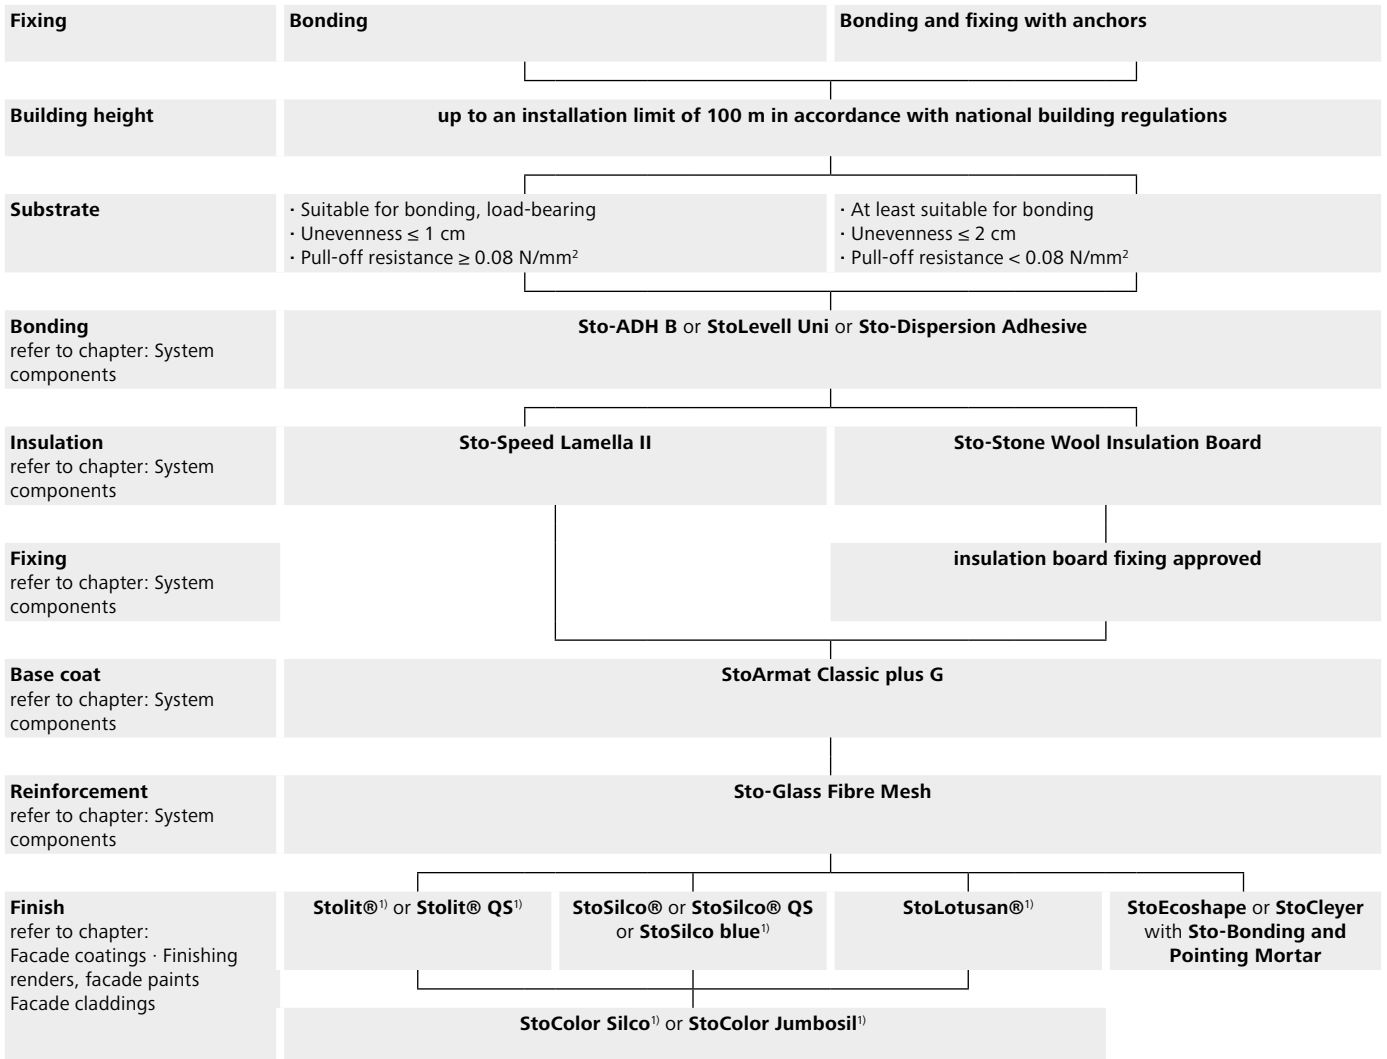 Fixing
Bonding
Bonding and fixing with anchors
Building height
up to an installation limit of 100 m in accordance with national building regulations
Substrate
· Suitable for bonding, load-bearing
· Unevenness ≤ 1 cm
· Pull-off resistance ≥ 0.08 N/mm²
· At least suitable for bonding
· Unevenness ≤ 2 cm
· Pull-off resistance < 0.08 N/mm²
Bonding
refer to chapter: System
components
Sto-ADH B or StoLevell Uni or Sto-Dispersion Adhesive
Insulation
refer to chapter: System
components
Sto-Speed Lamella II
Sto-Stone Wool Insulation Board
Fixing
refer to chapter: System
components
insulation board fixing approved
Base coat
refer to chapter: System
components
StoArmat Classic plus G
Reinforcement
refer to chapter: System
components
Sto-Glass Fibre Mesh
Finish
refer to chapter:
Facade coatings · Finishing
renders, facade paints
Facade claddings
Stolit®¹⁾ or Stolit® QS¹⁾
StoSilco® or StoSilco® QS
or StoSilco blue¹⁾
StoLotusan®¹⁾
StoEcoshape or StoCleyer
with Sto-Bonding and
Pointing Mortar
StoColor Silco¹⁾ or StoColor Jumbosil¹⁾